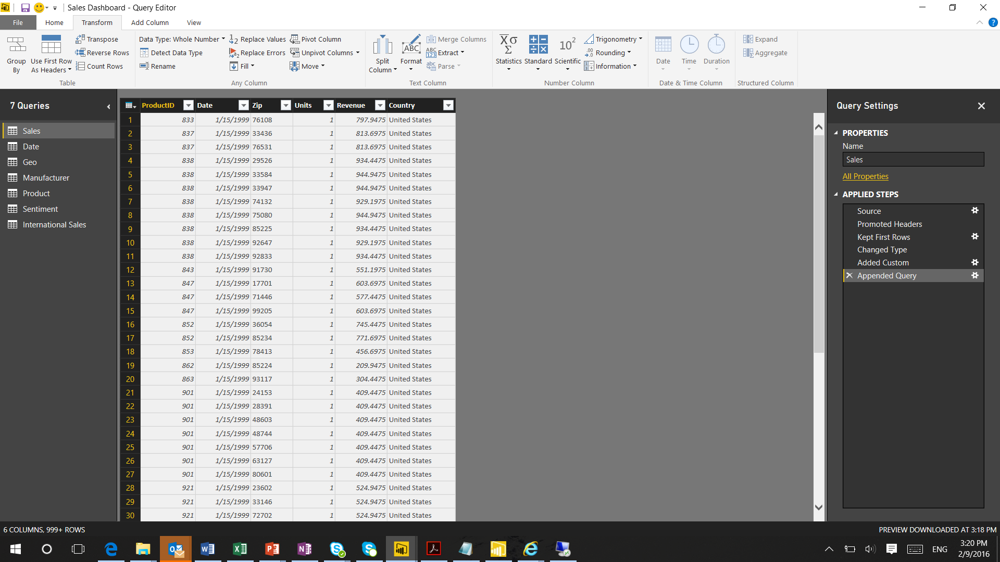 Sales Dashboard - Query Editor
File Home Transform Add Column View
Group By
Use First Row As Headers
Transpose
Reverse Rows
Count Rows
Table
Data Type: Whole Number
Detect Data Type
Rename
Replace Values
Replace Errors
Fill
Pivot Column
Unpivot Columns
Move
Any Column
Split Column
Format
Merge Columns
Extract
Parse
Text Column
Statistics
Standard
Scientific
Trigonometry
Rounding
Information
Number Column
Date
Time
Duration
Date & Time Column
Expand
Aggregate
Structured Column
7 Queries
Sales
Date
Geo
Manufacturer
Product
Sentiment
International Sales
ProductID Date Zip Units Revenue Country
1 833 1/15/1999 76108 1 797.9475 United States
2 837 1/15/1999 33436 1 813.6975 United States
3 837 1/15/1999 76531 1 813.6975 United States
4 838 1/15/1999 29526 1 934.4475 United States
5 838 1/15/1999 33584 1 944.9475 United States
6 838 1/15/1999 33947 1 944.9475 United States
7 838 1/15/1999 74132 1 929.1975 United States
8 838 1/15/1999 75080 1 944.9475 United States
9 838 1/15/1999 85225 1 934.4475 United States
10 838 1/15/1999 92647 1 929.1975 United States
11 838 1/15/1999 92833 1 934.4475 United States
12 843 1/15/1999 91730 1 551.1975 United States
13 847 1/15/1999 17701 1 603.6975 United States
14 847 1/15/1999 71446 1 577.4475 United States
15 847 1/15/1999 99205 1 603.6975 United States
16 852 1/15/1999 36054 1 745.4475 United States
17 852 1/15/1999 85234 1 771.6975 United States
18 853 1/15/1999 78413 1 456.6975 United States
19 862 1/15/1999 85224 1 209.9475 United States
20 863 1/15/1999 93117 1 304.4475 United States
21 901 1/15/1999 24153 1 409.4475 United States
22 901 1/15/1999 28391 1 409.4475 United States
23 901 1/15/1999 48603 1 409.4475 United States
24 901 1/15/1999 48744 1 409.4475 United States
25 901 1/15/1999 57706 1 409.4475 United States
26 901 1/15/1999 63127 1 409.4475 United States
27 901 1/15/1999 80601 1 409.4475 United States
28 921 1/15/1999 23602 1 524.9475 United States
29 921 1/15/1999 33146 1 524.9475 United States
30 921 1/15/1999 72702 1 524.9475 United States
Query Settings
PROPERTIES
Name
Sales
All Properties
APPLIED STEPS
Source
Promoted Headers
Kept First Rows
Changed Type
Added Custom
Appended Query
6 COLUMNS, 999+ ROWS
PREVIEW DOWNLOADED AT 3:18 PM
ENG
3:20 PM
2/9/2016